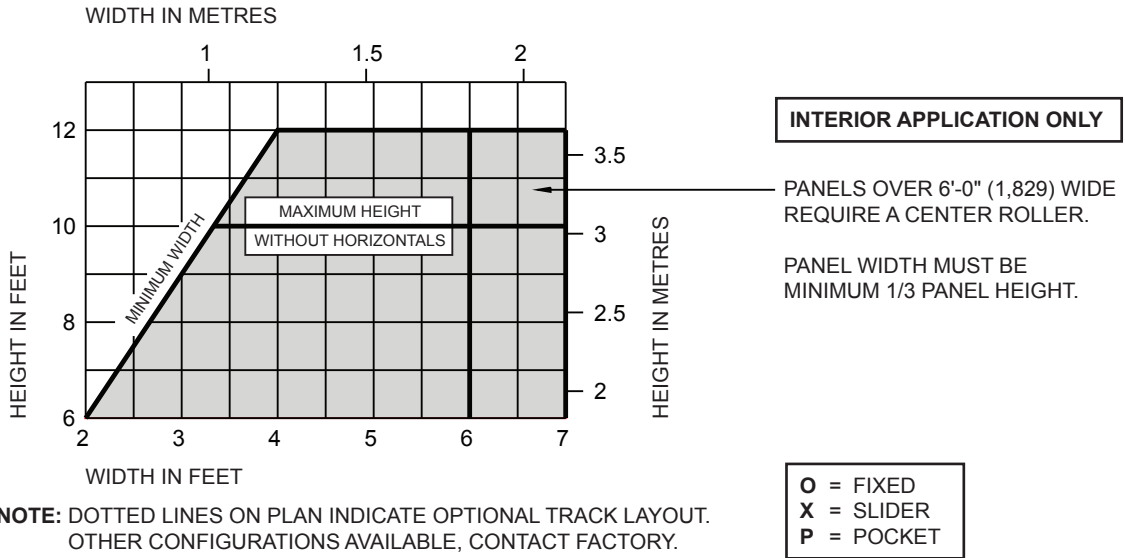 WIDTH IN METRES
1 1.5 2
12
10
8
6
HEIGHT IN FEET
MINIMUM WIDTH
MAXIMUM HEIGHT
WITHOUT HORIZONTALS
3.5
3
2.5
2
HEIGHT IN METRES
2 3 4 5 6 7
WIDTH IN FEET
INTERIOR APPLICATION ONLY
PANELS OVER 6'-0" (1,829) WIDE
REQUIRE A CENTER ROLLER.
PANEL WIDTH MUST BE
MINIMUM 1/3 PANEL HEIGHT.
NOTE: DOTTED LINES ON PLAN INDICATE OPTIONAL TRACK LAYOUT.
OTHER CONFIGURATIONS AVAILABLE, CONTACT FACTORY.
O = FIXED
X = SLIDER
P = POCKET